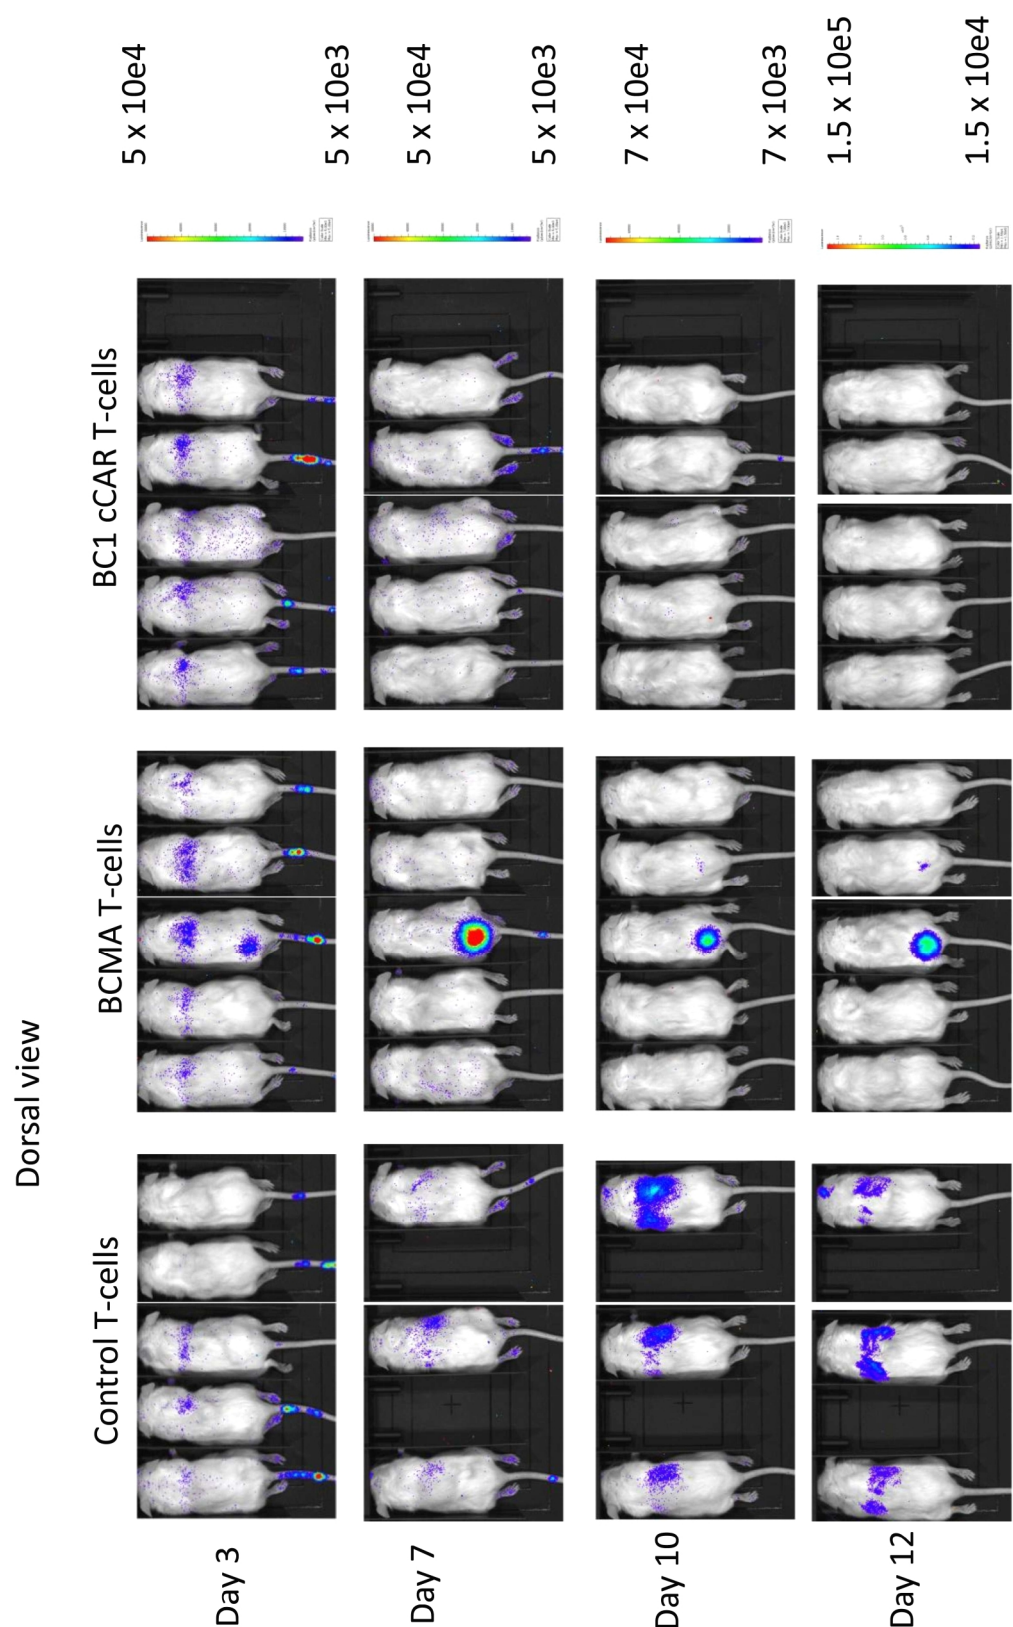 Dorsal view
Control T-cells
BCMA T-cells
BC1 cCAR T-cells
Day 3
5 x 10e4
5 x 10e3
Day 7
5 x 10e4
5 x 10e3
Day 10
7 x 10e4
7 x 10e3
Day 12
1.5 x 10e5
1.5 x 10e4